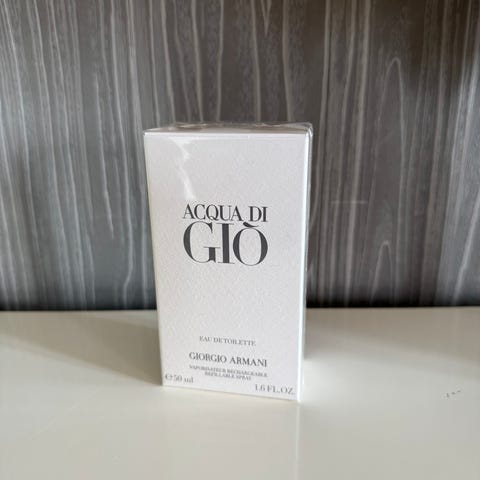 ACQUA DI
GIÒ
EAU DE TOILETTE
GIORGIO ARMANI
VAPORISATEUR RECHARGEABLE
REFILLABLE SPRAY
℮50 ml 1.6 FL.OZ.